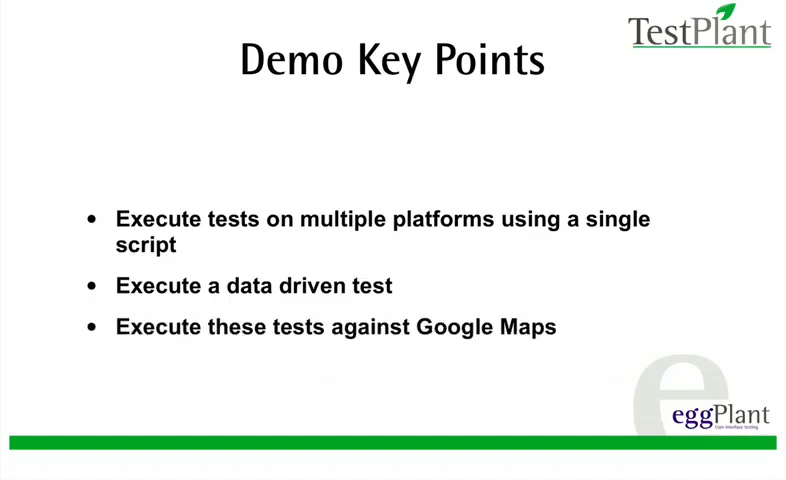 TestPlant
Demo Key Points
• Execute tests on multiple platforms using a single
script
• Execute a data driven test
• Execute these tests against Google Maps
e
eggPlant
User Interface Testing